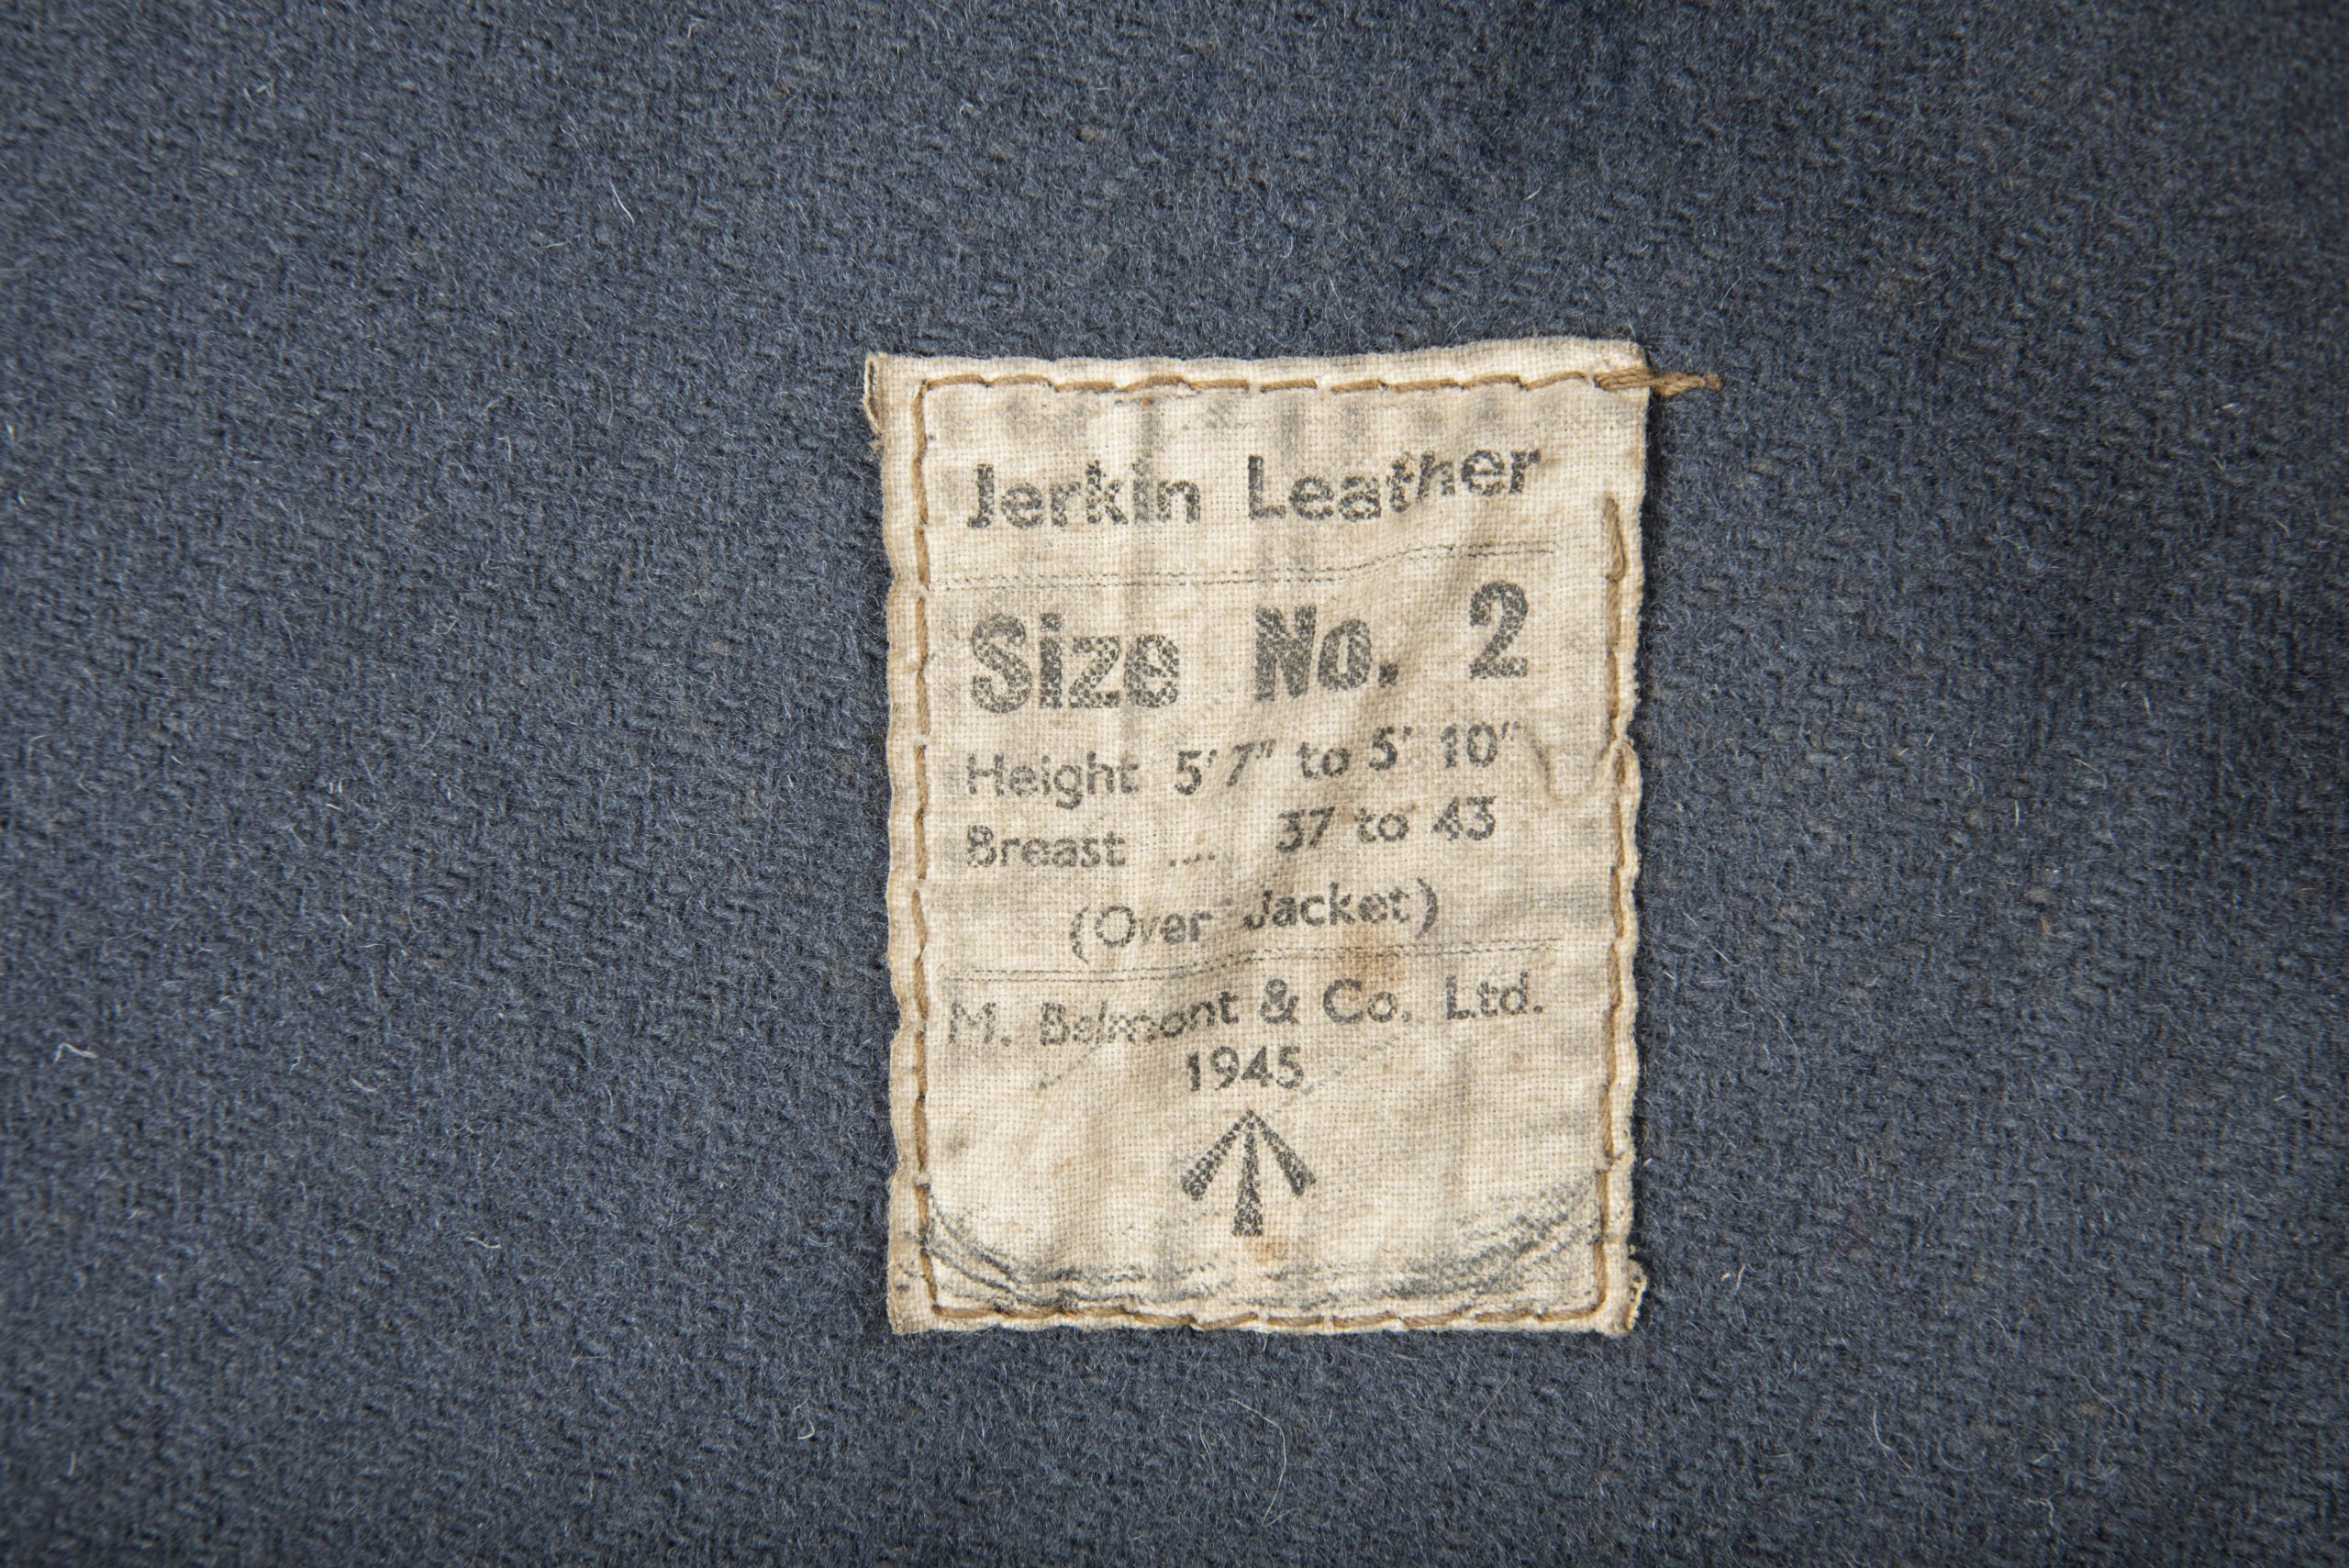 Jerkin Leather
Size No. 2
Height 5' 7" to 5' 10"
Breast .... 37 to 43
(Over Jacket)
M. Belmont & Co. Ltd.
1945